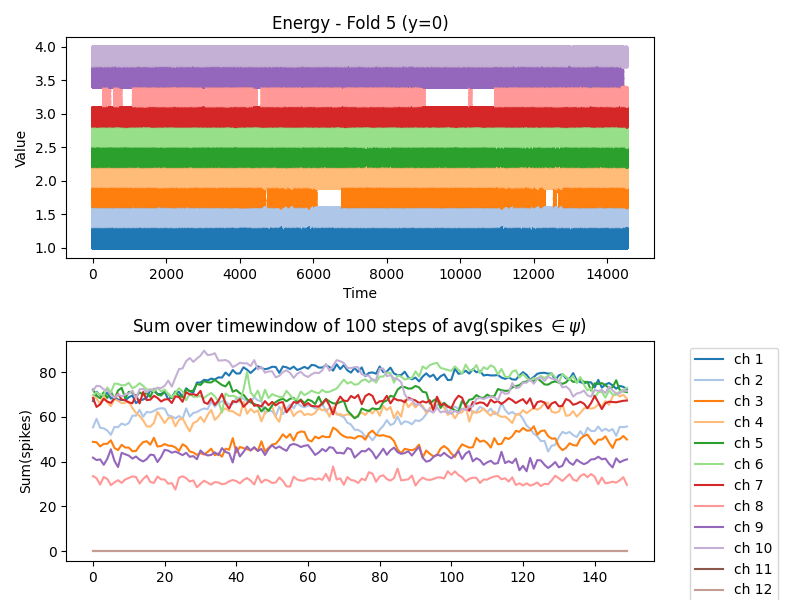 Energy - Fold 5 (y=0)
4.0
3.5
3.0
2.5
2.0
1.5
1.0
Value
0 2000 4000 6000 8000 10000 12000 14000
Time
Sum over timewindow of 100 steps of avg(spikes ∈ ψ)
80
60
40
20
0
Sum(spikes)
0 20 40 60 80 100 120 140
ch 1
ch 2
ch 3
ch 4
ch 5
ch 6
ch 7
ch 8
ch 9
ch 10
ch 11
ch 12